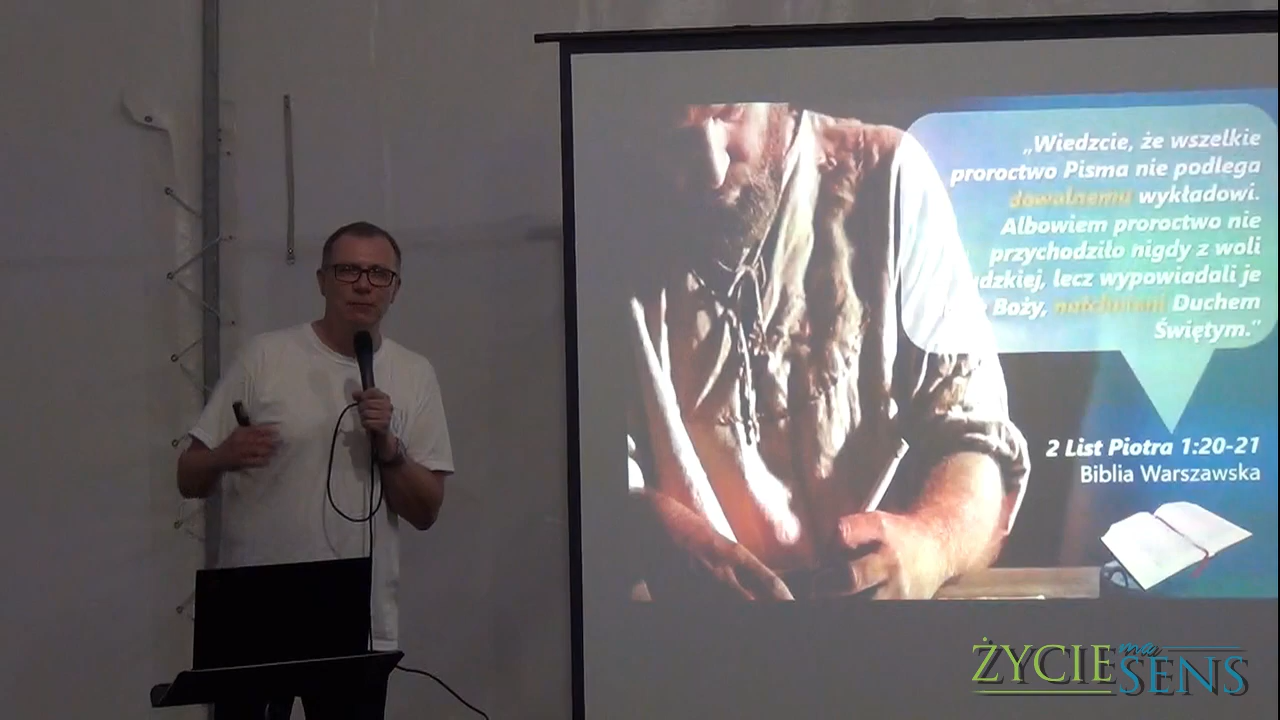 „Wiedzcie, że wszelkie
proroctwo Pisma nie podlega
dowolnemu wykładowi.
Albowiem proroctwo nie
przychodziło nigdy z woli
udzkiej, lecz wypowiadali je
Boży, natchnieni Duchem
Świętym."
2 List Piotra 1:20-21
Biblia Warszawska
ŻYCIE ma SENS